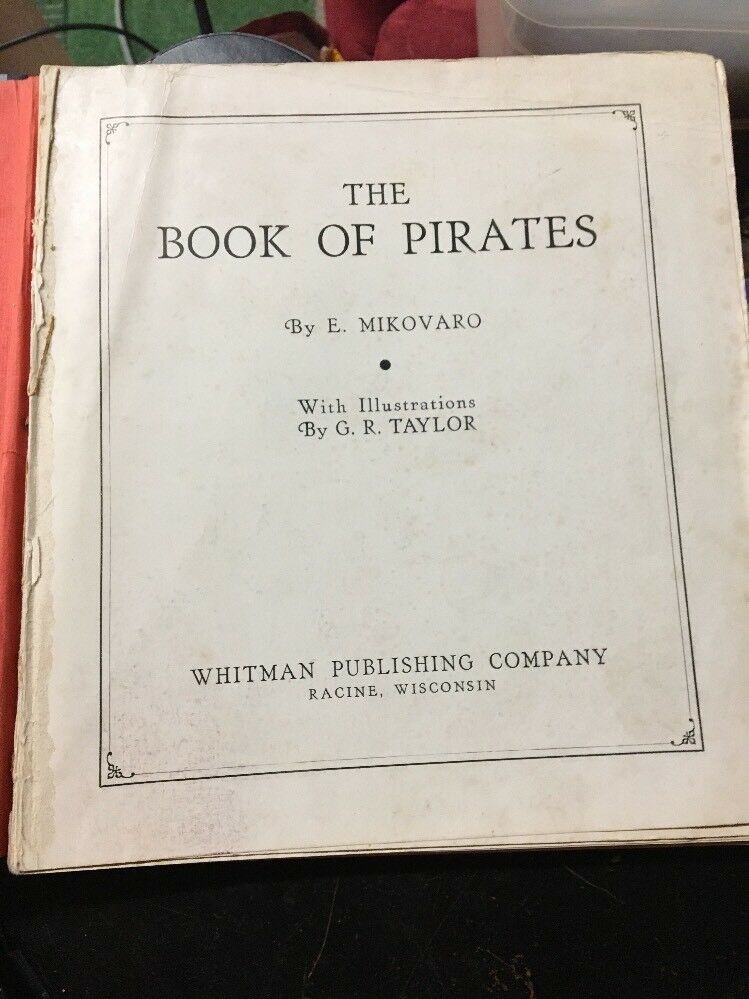 THE
BOOK OF PIRATES
By E. MIKOVARO
With Illustrations
By G. R. TAYLOR
WHITMAN PUBLISHING COMPANY
RACINE, WISCONSIN